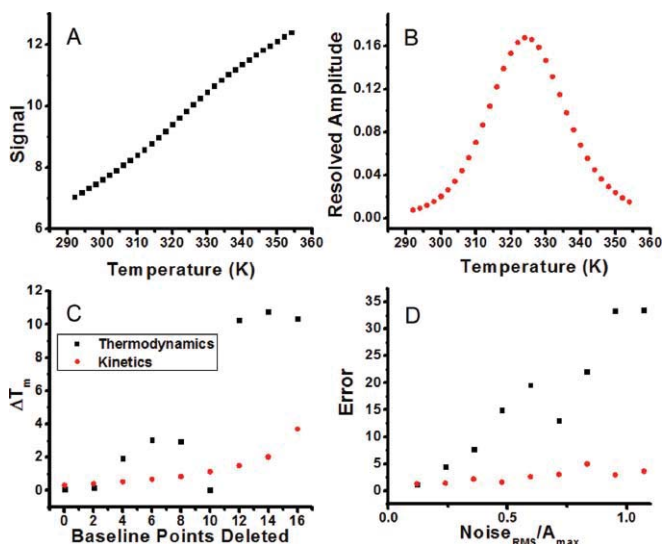 A
12
10
8
6
Signal
290 300 310 320 330 340 350 360
Temperature (K)
B
0.16
0.12
0.08
0.04
0.00
Resolved Amplitude
290 300 310 320 330 340 350 360
Temperature (K)
C
12
10
8
6
4
2
0
ΔTm
Thermodynamics
Kinetics
0 2 4 6 8 10 12 14 16
Baseline Points Deleted
D
35
30
25
20
15
10
5
0
Error
0.0 0.5 1.0
NoiseRMS/Amax